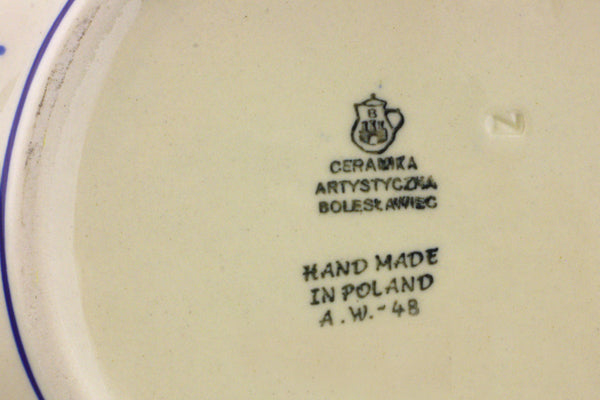 B
CERAMIKA
ARTYSTYCZNA
BOLESŁAWIEC
HAND MADE
IN POLAND
A.W.-48
Z